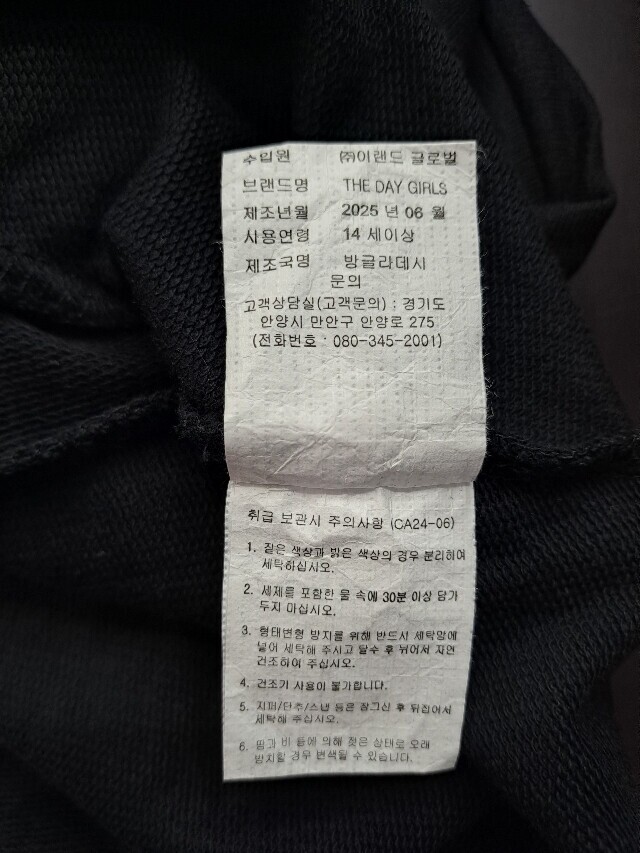 수입원 ㈜이랜드 글로벌
브랜드명 THE DAY GIRLS
제조년월 2025 년 06 월
사용연령 14 세이상
제조국명 방글라데시
문의
고객상담실(고객문의) : 경기도
안양시 만안구 안양로 275
(전화번호 : 080-345-2001)
취급 보관시 주의사항 (CA24-06)
1. 짙은 색상과 밝은 색상의 경우 분리하여
세탁하십시오.
2. 세제를 포함한 물 속에 30분 이상 담가
두지 마십시오.
3. 형태변형 방지를 위해 반드시 세탁망에
넣어 세탁해 주시고 탈수 후 뉘어서 자연
건조하여 주십시오.
4. 건조기 사용이 불가합니다.
5. 지퍼/단추/스냅 등은 잠그신 후 뒤집어서
세탁해 주십시오.
6. 땀과 비 등에 의해 젖은 상태로 오래
방치할 경우 변색될 수 있습니다.